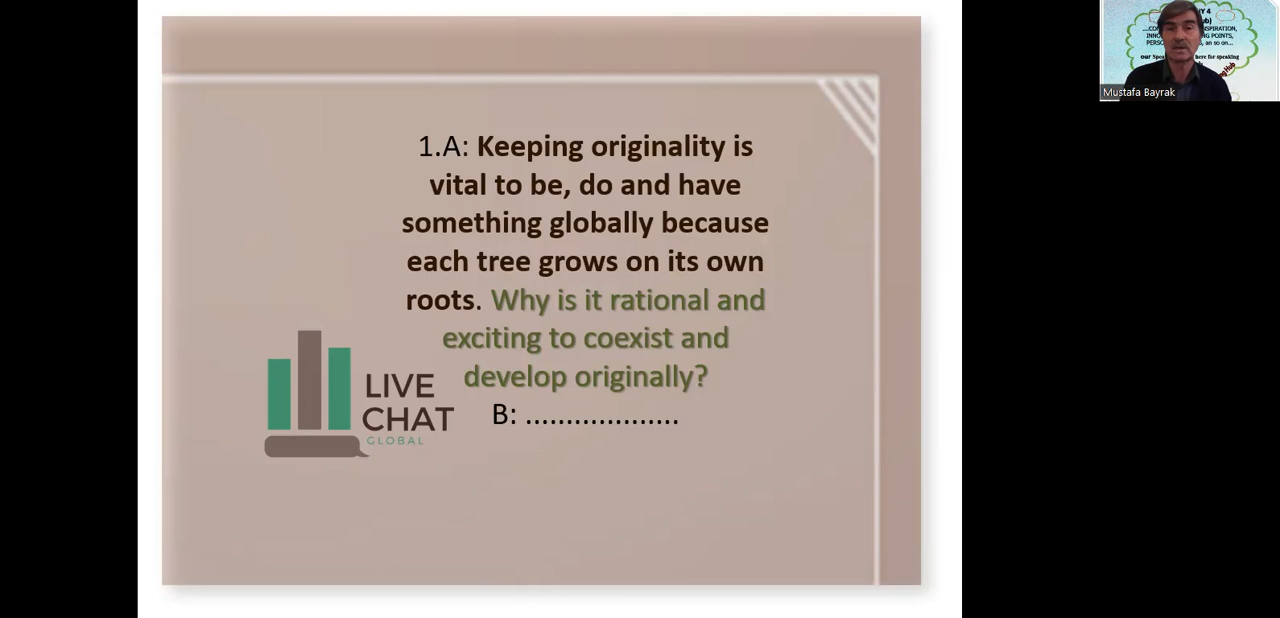 1.A: Keeping originality is
vital to be, do and have
something globally because
each tree grows on its own
roots. Why is it rational and
exciting to coexist and
develop originally?
B: ...................
LIVE
CHAT
GLOBAL
Mustafa Bayrak